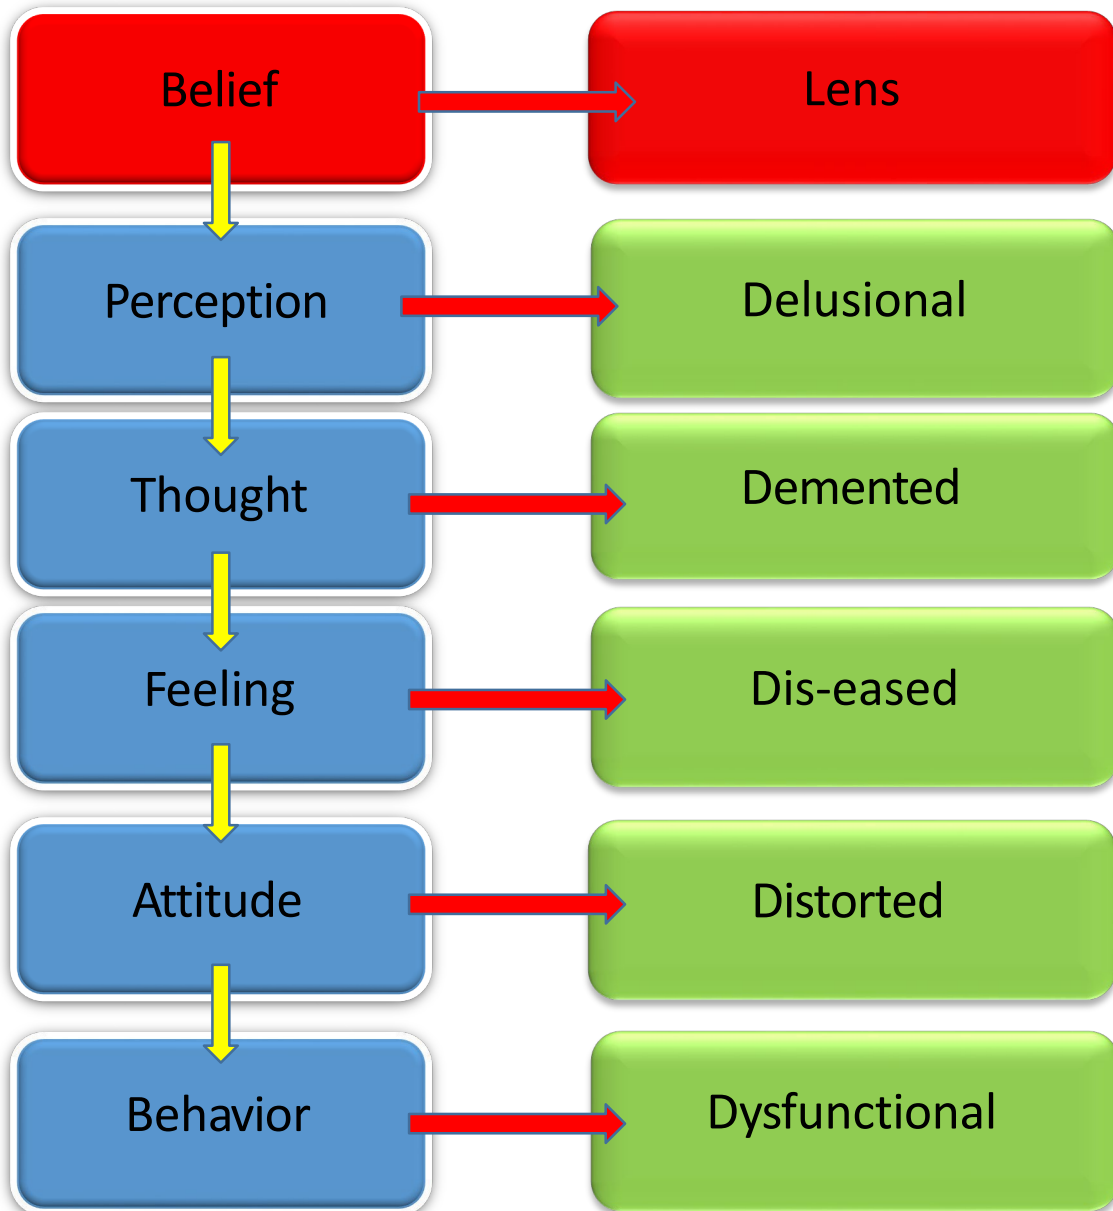 Belief
Lens
Perception
Delusional
Thought
Demented
Feeling
Dis-eased
Attitude
Distorted
Behavior
Dysfunctional